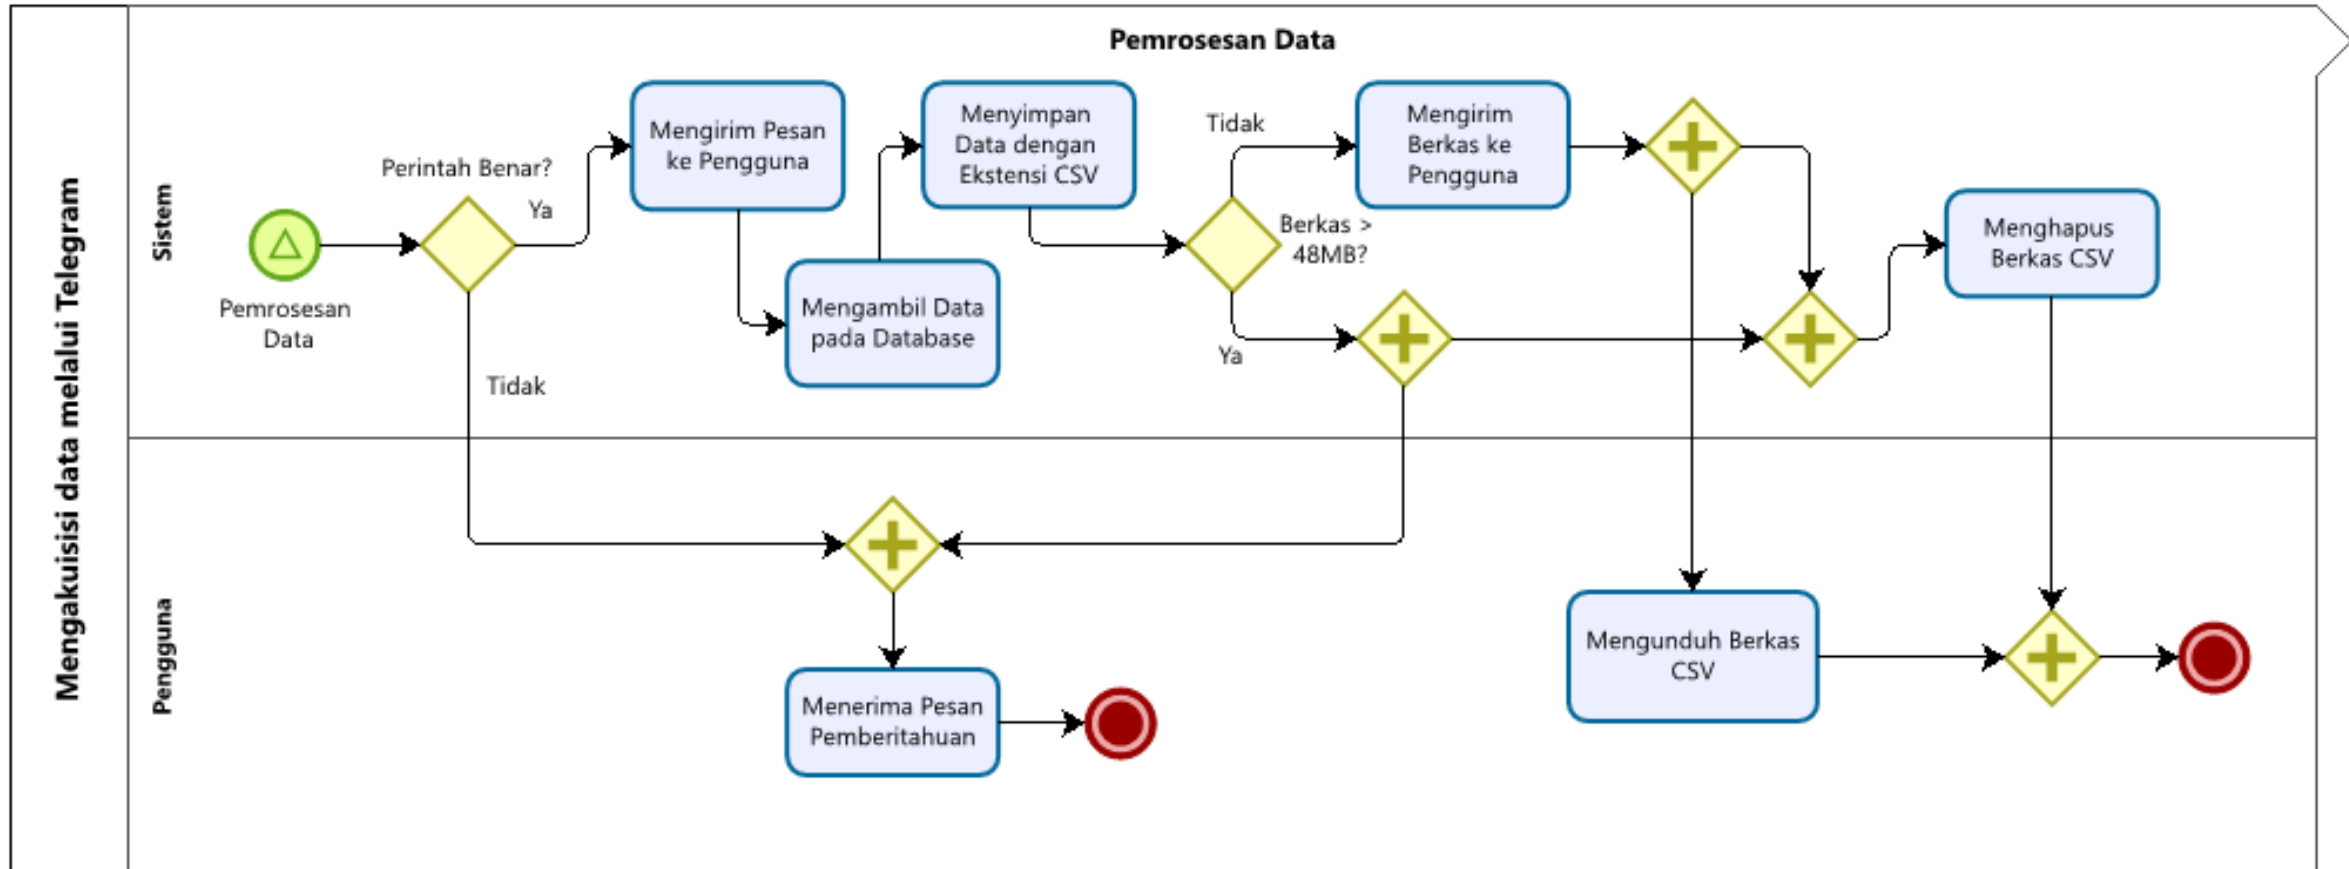 Pemrosesan Data
Mengakuisisi data melalui Telegram
Sistem
Pemrosesan
Data
Perintah Benar?
Ya
Tidak
Mengirim Pesan
ke Pengguna
Mengambil Data
pada Database
Menyimpan
Data dengan
Ekstensi CSV
Berkas >
48MB?
Tidak
Ya
Mengirim
Berkas ke
Pengguna
Menghapus
Berkas CSV
Pengguna
Menerima Pesan
Pemberitahuan
Mengunduh Berkas
CSV